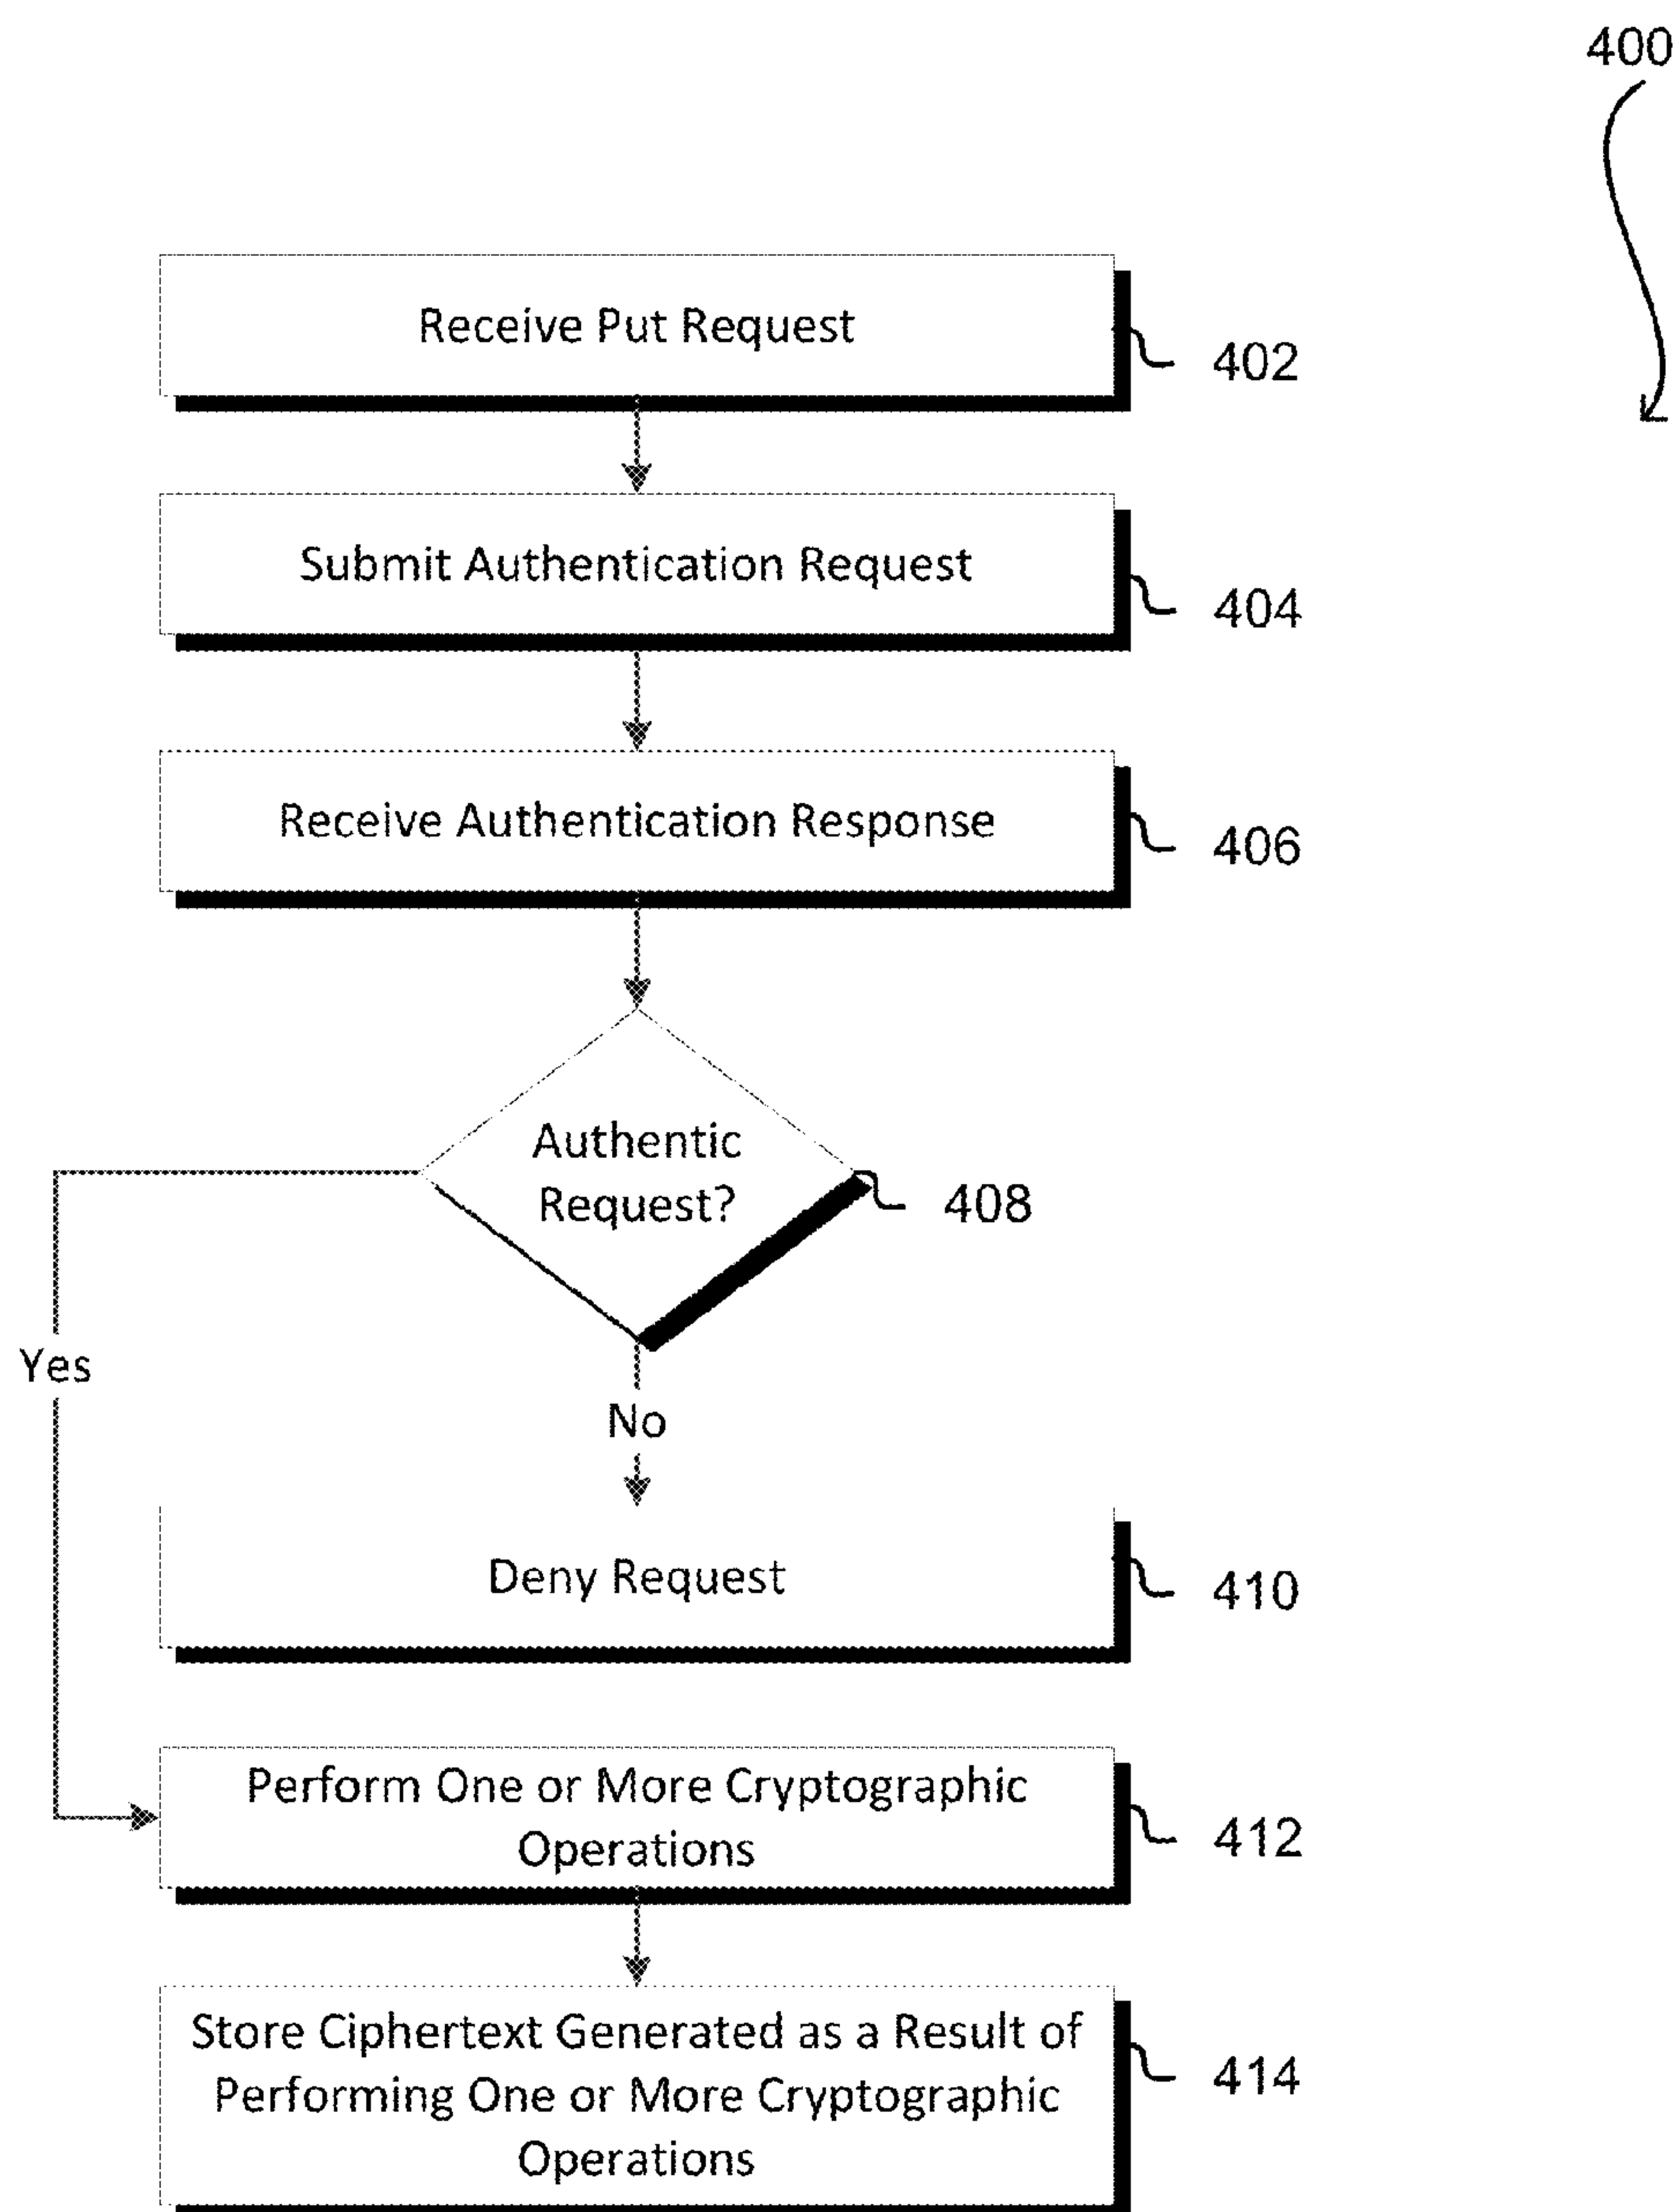 400
Receive Put Request
402
Submit Authentication Request
404
Receive Authentication Response
406
Authentic
Request?
408
Yes
No
Deny Request
410
Perform One or More Cryptographic
Operations
412
Store Ciphertext Generated as a Result of
Performing One or More Cryptographic
Operations
414